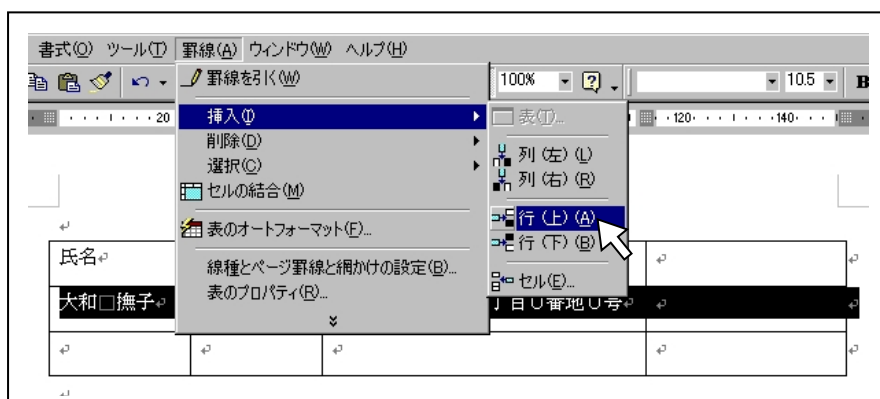 書式(O) ツール(T) 罫線(A) ウィンドウ(W) ヘルプ(H)
罫線を引く(W)
100%
10.5
B
挿入(I)
表(T)...
20
120
140
削除(D)
列 (左) (L)
選択(C)
列 (右) (R)
セルの結合(M)
行 (上) (A)
表のオートフォーマット(F)...
行 (下) (B)
氏名
線種とページ罫線と網かけの設定(B)...
セル(E)...
表のプロパティ(R)...
大和□撫子
丁目0番地0号